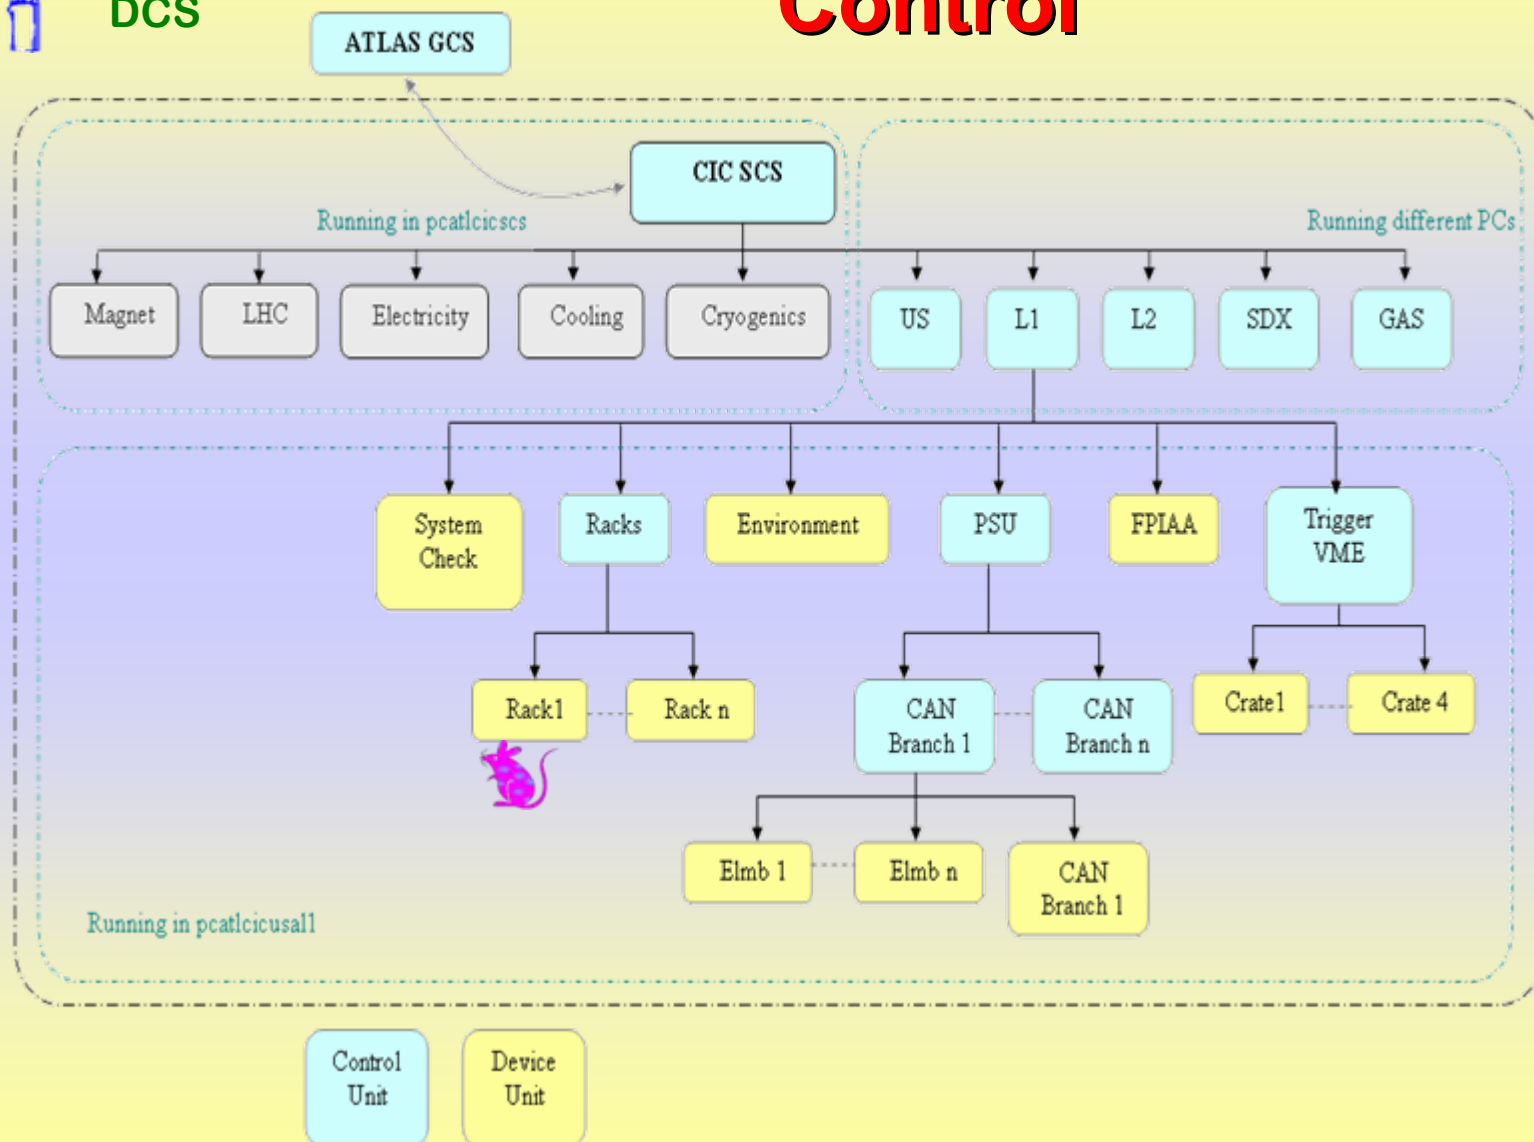 DCS
Control
ATLAS GCS
CIC SCS
Running in pcatlcicscs
Running different PCs
Magnet
LHC
Electricity
Cooling
Cryogenics
US
L1
L2
SDX
GAS
System
Check
Racks
Environment
PSU
FPIAA
Trigger
VME
Rack1
Rack n
CAN
Branch 1
CAN
Branch n
Crate1
Crate 4
Elmb 1
Elmb n
CAN
Branch 1
Running in pcatlcicusal1
Control
Unit
Device
Unit